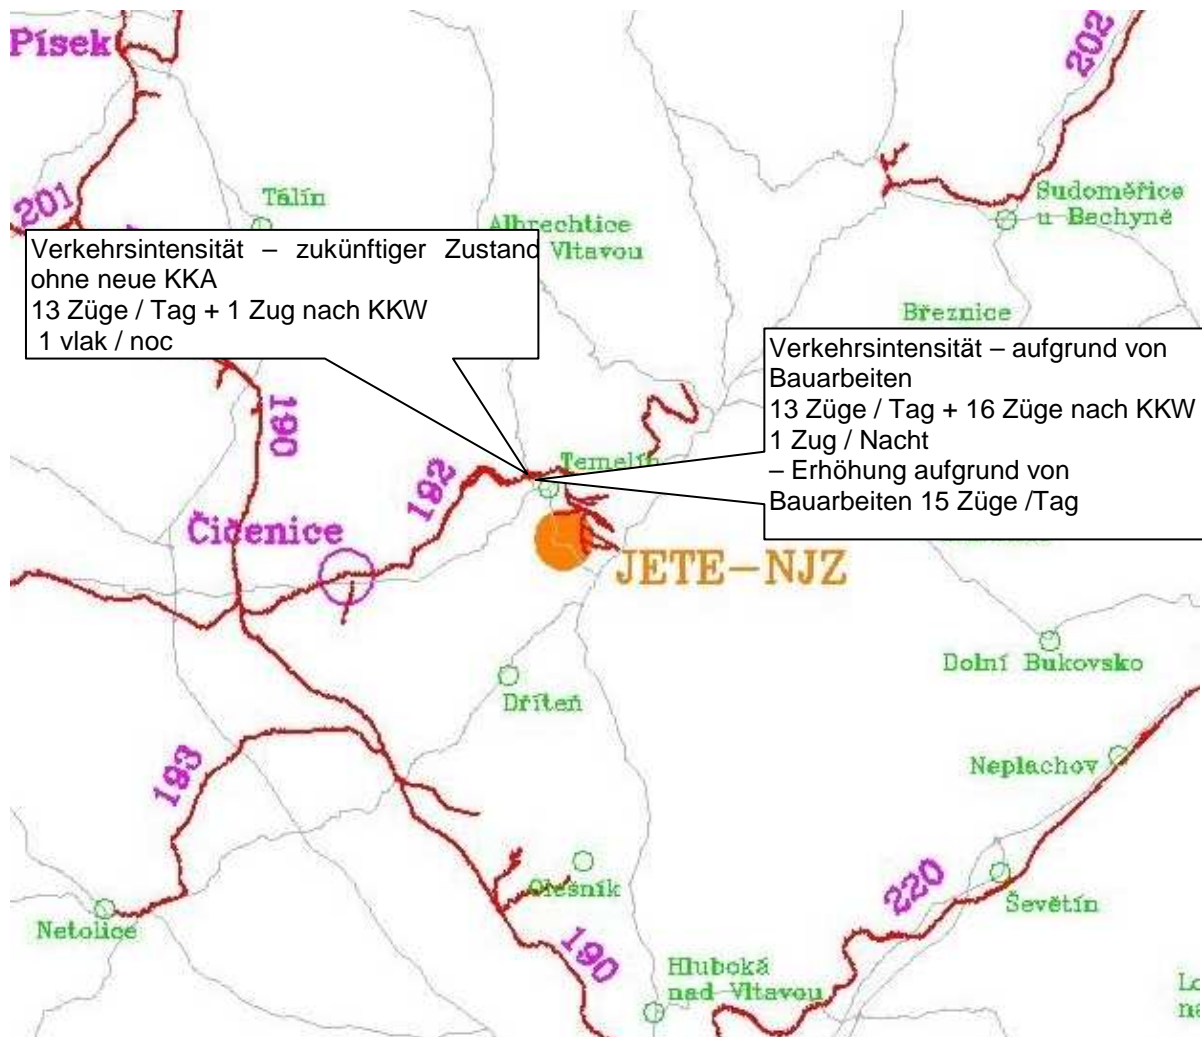 Písek
202
201
Tálín
Sudoměřice
u Bechyně
Albrechtice
Vltavou
Verkehrsintensität – zukünftiger Zustand
ohne neue KKA
13 Züge / Tag + 1 Zug nach KKW
1 vlak / noc
Březnice
Verkehrsintensität – aufgrund von
Bauarbeiten
13 Züge / Tag + 16 Züge nach KKW
1 Zug / Nacht
– Erhöhung aufgrund von
Bauarbeiten 15 Züge /Tag
190
192
Temelín
Čičenice
JETE–NJZ
Dolní Bukovsko
Dříteň
Neplachov
193
Olešník
220
Ševětín
Netolice
190
Hluboká
nad Vltavou